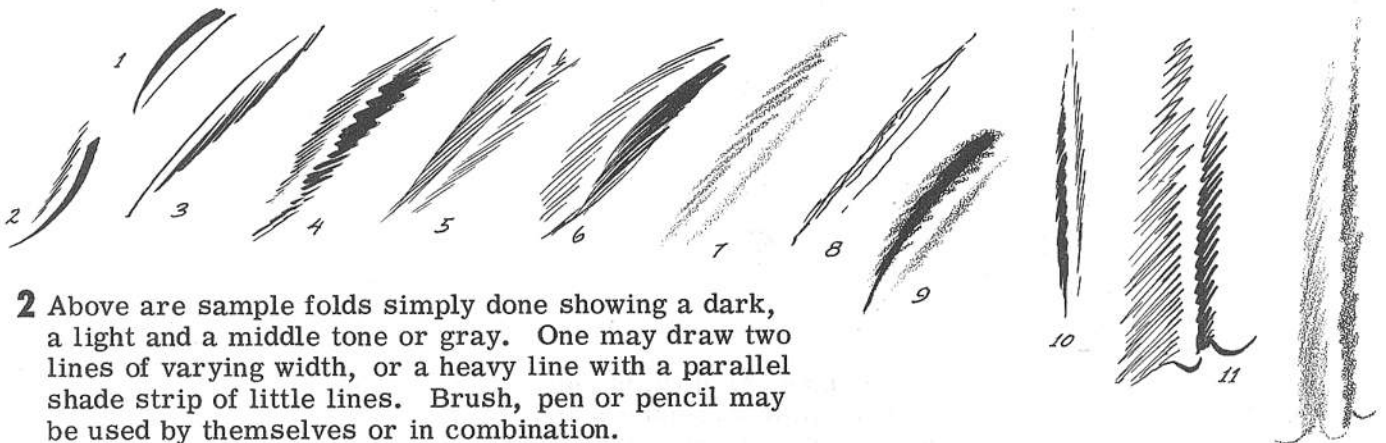 1
2
3
4
5
6
7
8
9
10
11
2 Above are sample folds simply done showing a dark,
a light and a middle tone or gray. One may draw two
lines of varying width, or a heavy line with a parallel
shade strip of little lines. Brush, pen or pencil may
be used by themselves or in combination.